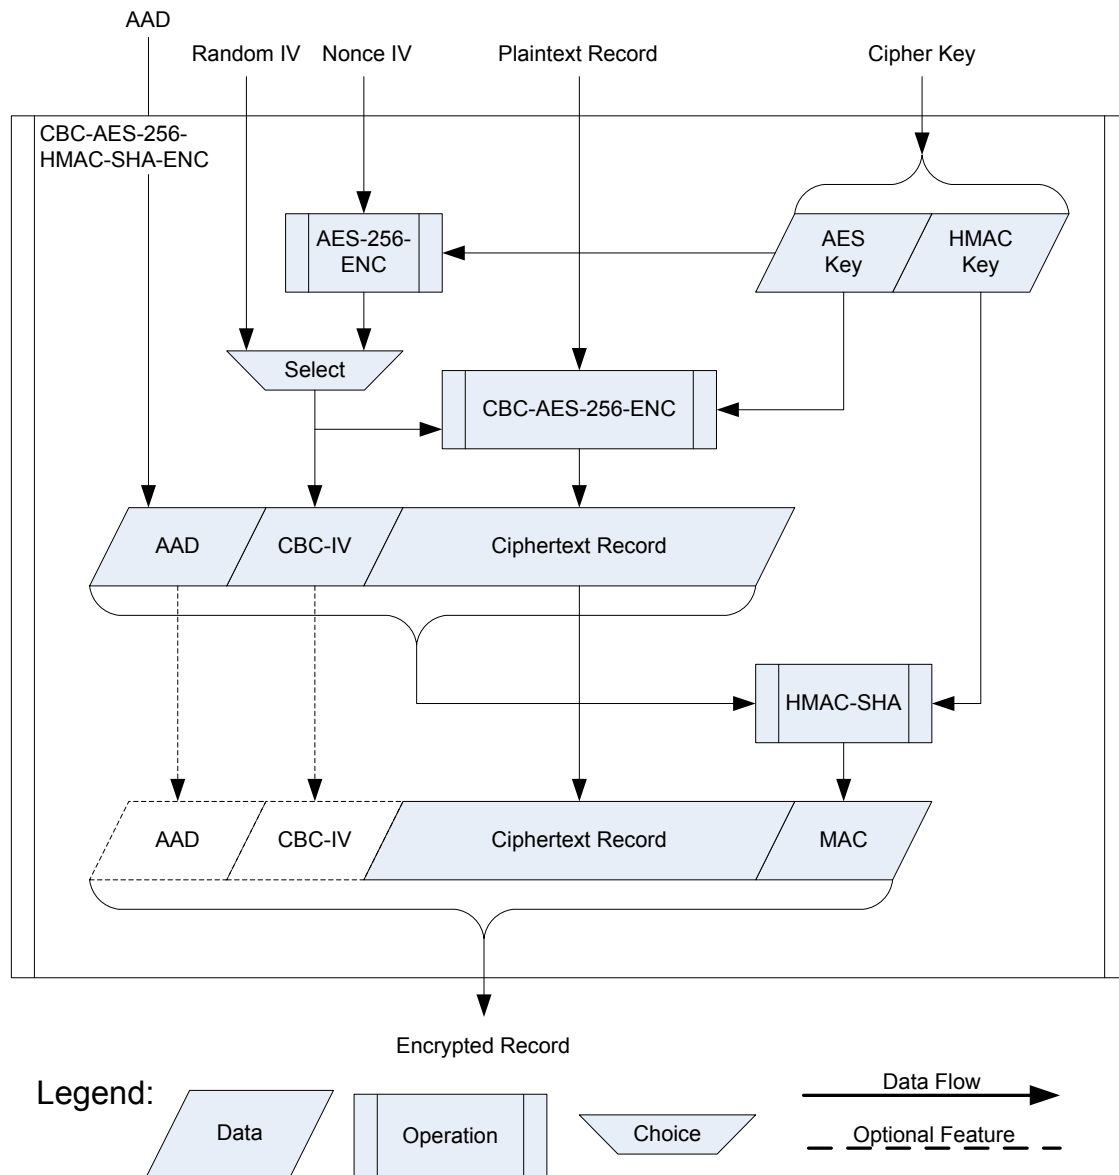 AAD
Random IV
Nonce IV
Plaintext Record
Cipher Key
CBC-AES-256-
HMAC-SHA-ENC
AES-256-
ENC
AES
Key
HMAC
Key
Select
CBC-AES-256-ENC
AAD
CBC-IV
Ciphertext Record
HMAC-SHA
AAD
CBC-IV
Ciphertext Record
MAC
Encrypted Record
Legend:
Data
Operation
Choice
Data Flow
Optional Feature